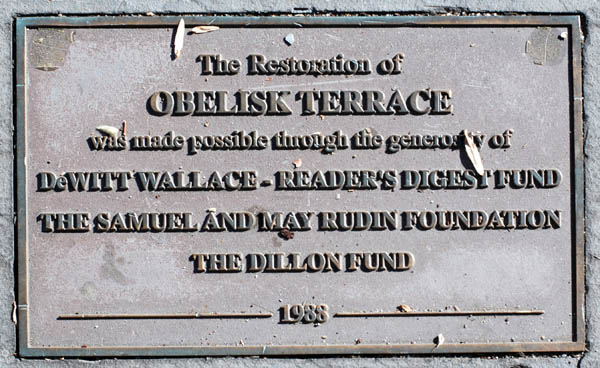 The Restoration of
OBELISK TERRACE
was made possible through the generosity of
DeWITT WALLACE - READER'S DIGEST FUND
THE SAMUEL AND MAY RUDIN FOUNDATION
THE DILLON FUND
1988